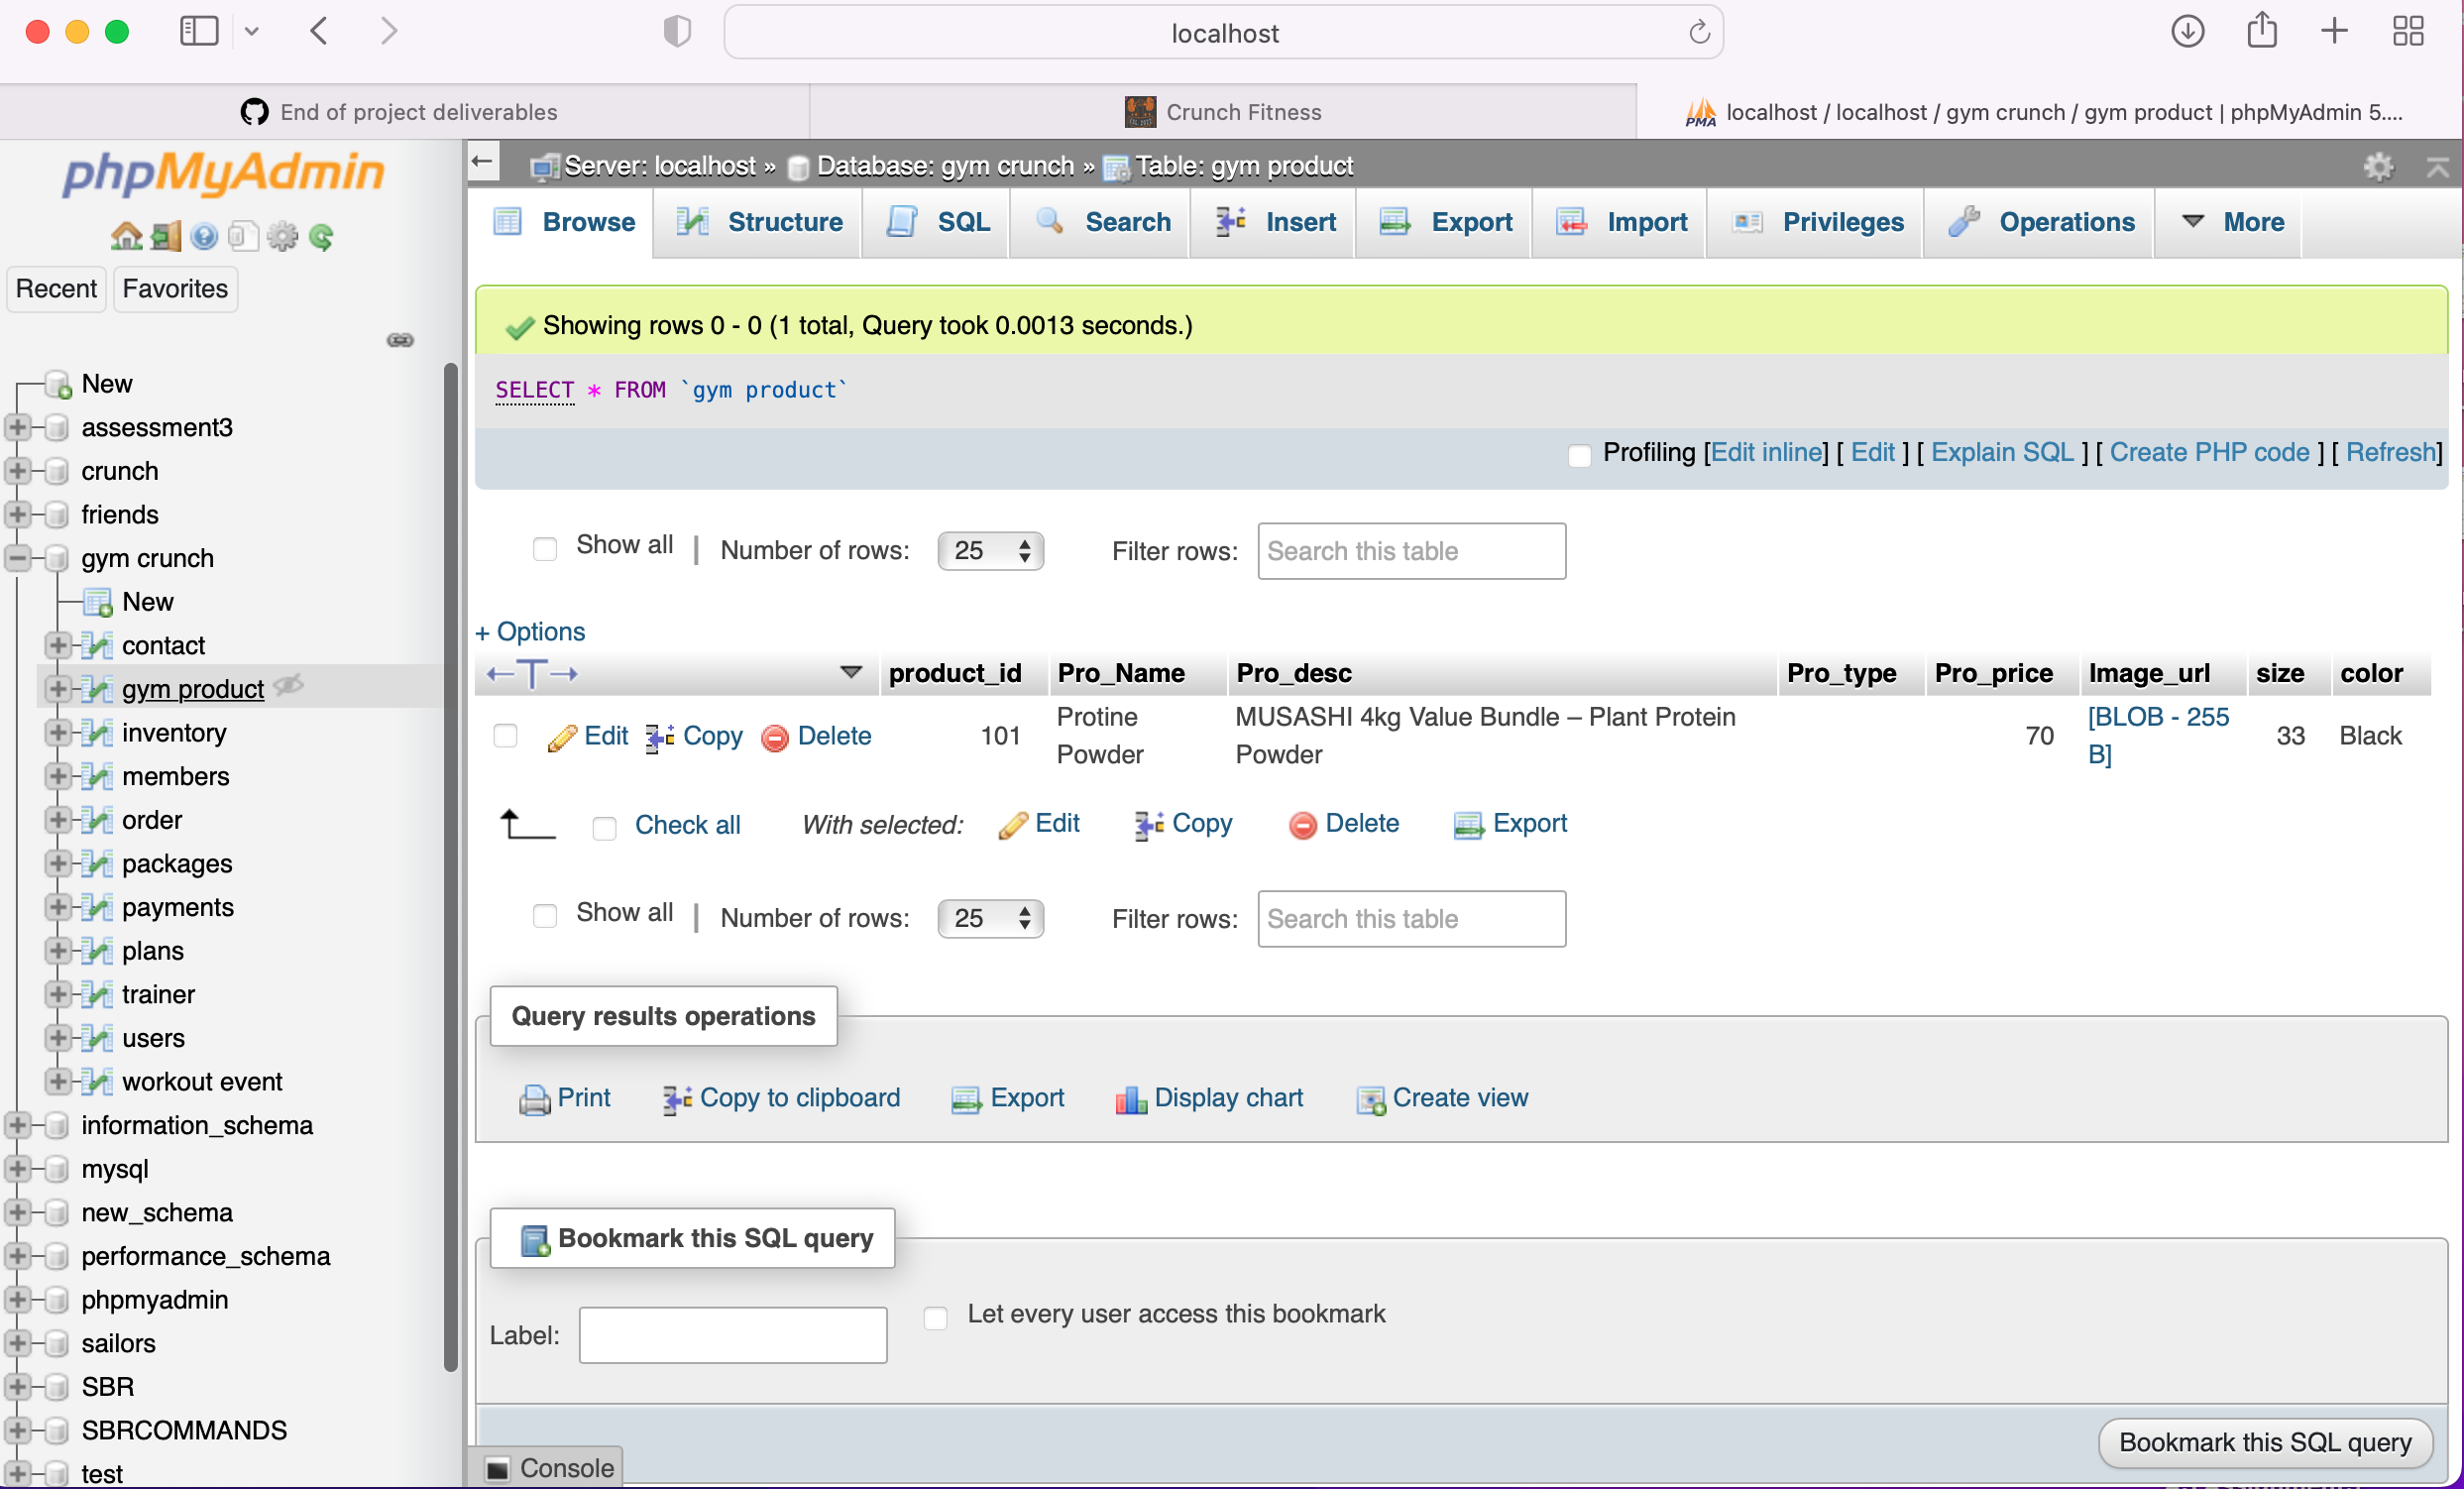 localhost
End of project deliverables
Crunch Fitness
PMA localhost / localhost / gym crunch / gym product | phpMyAdmin 5....
phpMyAdmin
Server: localhost » Database: gym crunch » Table: gym product
Browse Structure SQL Search Insert Export Import Privileges Operations More
Recent Favorites
New
assessment3
crunch
friends
gym crunch
New
contact
gym product
inventory
members
order
packages
payments
plans
trainer
users
workout event
information_schema
mysql
new_schema
performance_schema
phpmyadmin
sailors
SBR
SBRCOMMANDS
test
Showing rows 0 - 0 (1 total, Query took 0.0013 seconds.)
SELECT * FROM `gym product`
Profiling [Edit inline] [ Edit ] [ Explain SQL ] [ Create PHP code ] [ Refresh]
Show all | Number of rows: 25 Filter rows: Search this table
+ Options
←T→ product_id Pro_Name Pro_desc Pro_type Pro_price Image_url size color
Edit Copy Delete 101 Protine Powder MUSASHI 4kg Value Bundle – Plant Protein Powder 70 [BLOB - 255 B] 33 Black
Check all With selected: Edit Copy Delete Export
Show all | Number of rows: 25 Filter rows: Search this table
Query results operations
Print Copy to clipboard Export Display chart Create view
Bookmark this SQL query
Label: Let every user access this bookmark
Bookmark this SQL query
Console